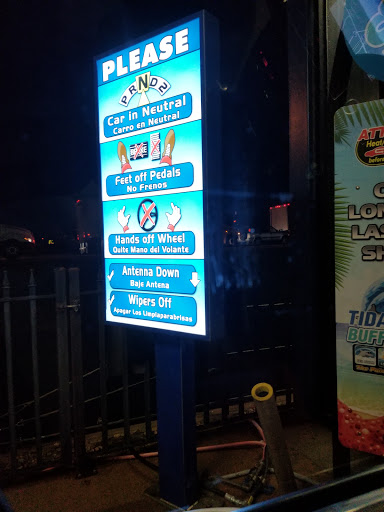 PLEASE
PRND2
Car in Neutral
Carro en Neutral
Feet off Pedals
No Frenos
Hands off Wheel
Quite Mano del Volante
Antenna Down
Baje Antena
Wipers Off
Apagar Los Limpiaparabrisas